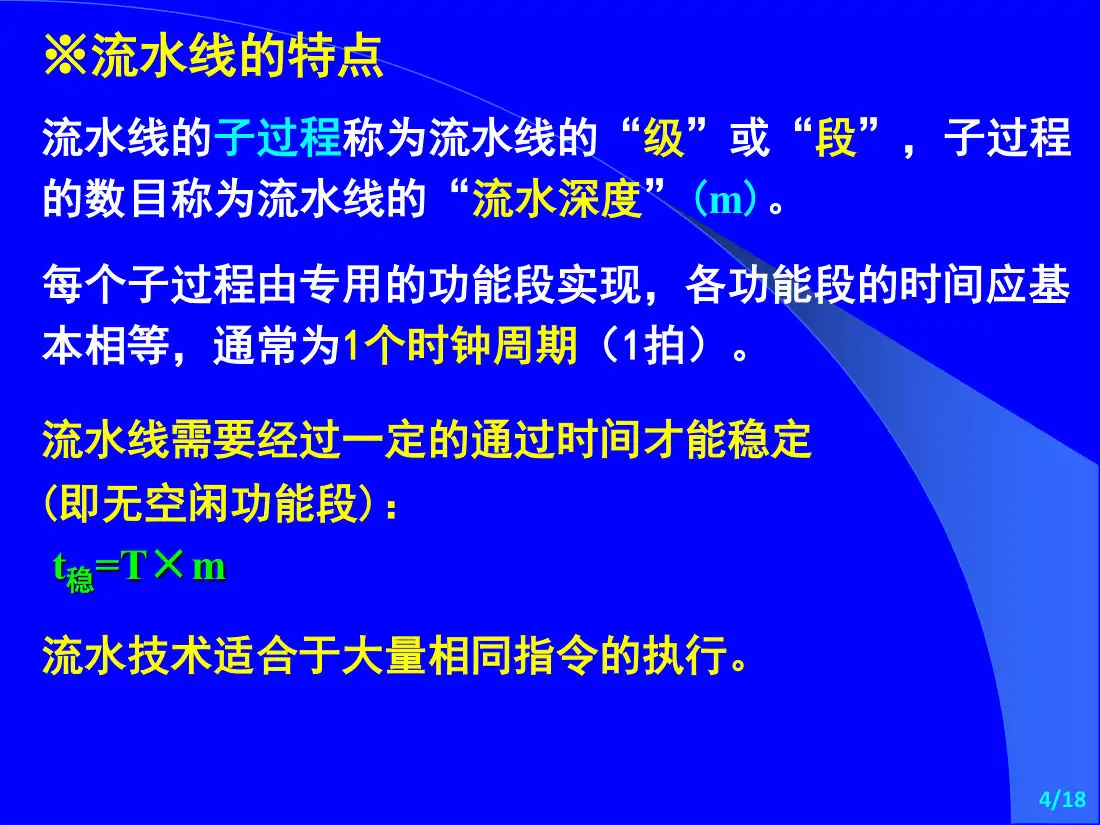 ※流水线的特点
流水线的子过程称为流水线的“级”或“段”，子过程
的数目称为流水线的“流水深度”(m)。
每个子过程由专用的功能段实现，各功能段的时间应基
本相等，通常为1个时钟周期（1拍）。
流水线需要经过一定的通过时间才能稳定
(即无空闲功能段)：
t稳=T×m
流水技术适合于大量相同指令的执行。
4/18